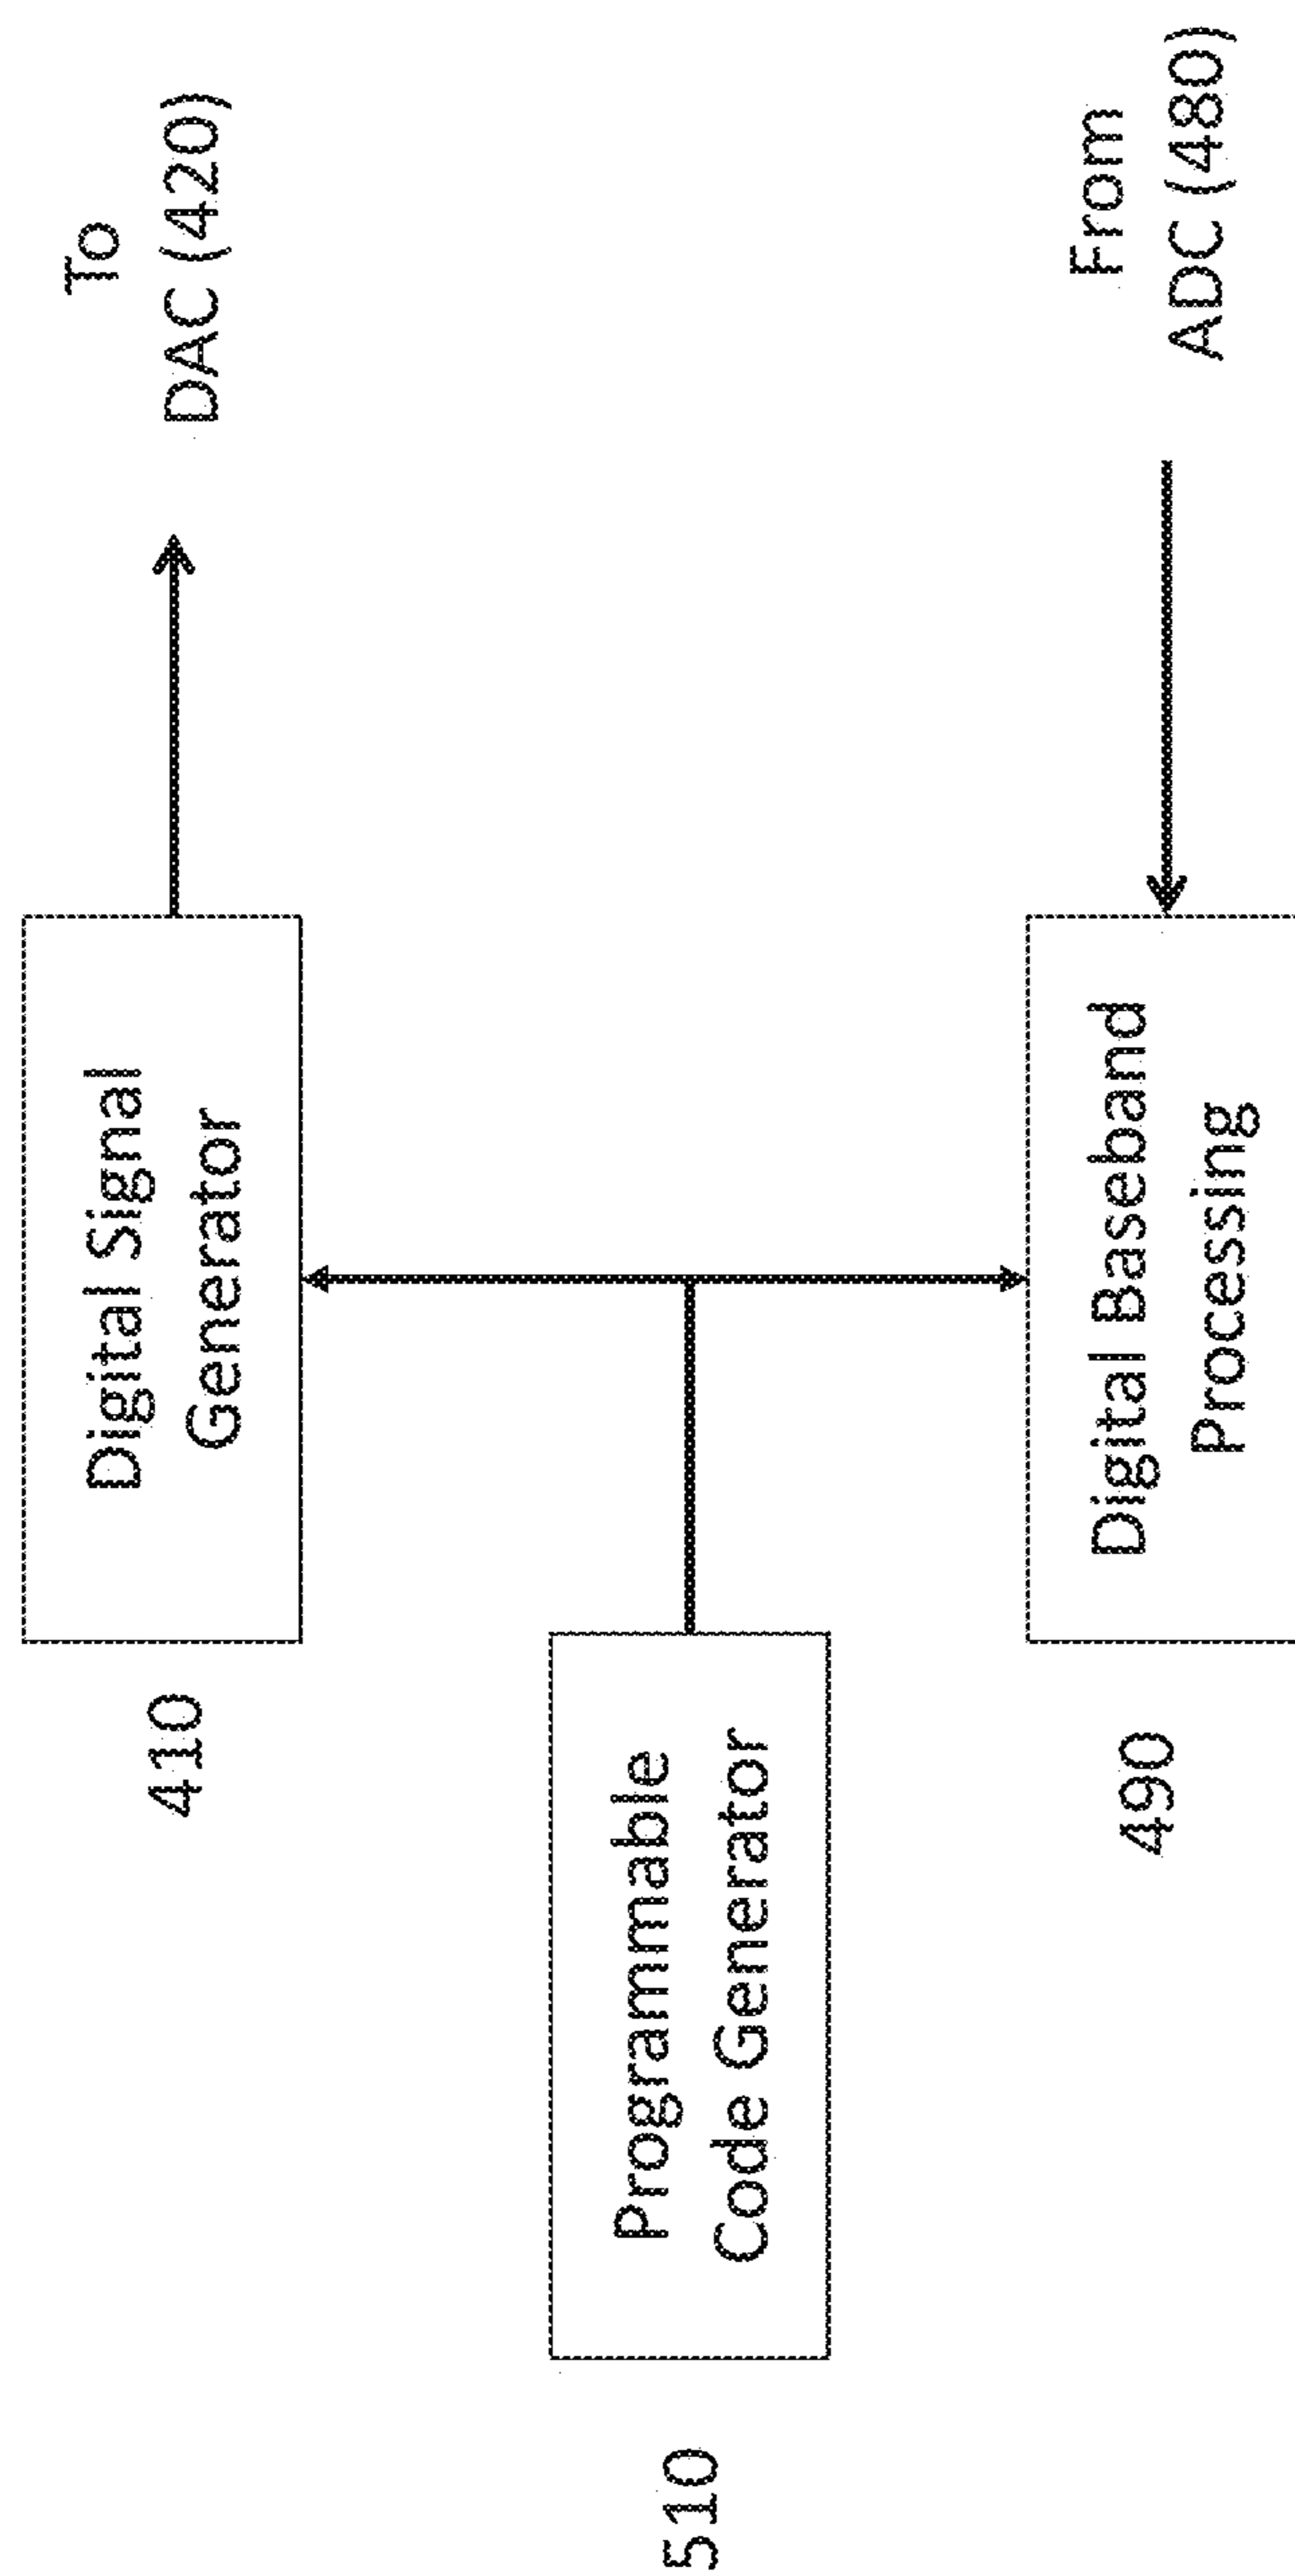 410
Digital Signal
Generator
To
DAC (420)
510
Programmable
Code Generator
490
Digital Baseband
Processing
From
ADC (480)